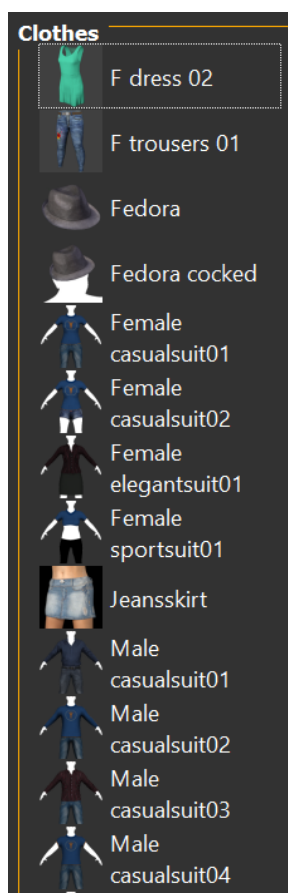 Clothes
F dress 02
F trousers 01
Fedora
Fedora cocked
Female
casualsuit01
Female
casualsuit02
Female
elegantsuit01
Female
sportsuit01
Jeansskirt
Male
casualsuit01
Male
casualsuit02
Male
casualsuit03
Male
casualsuit04